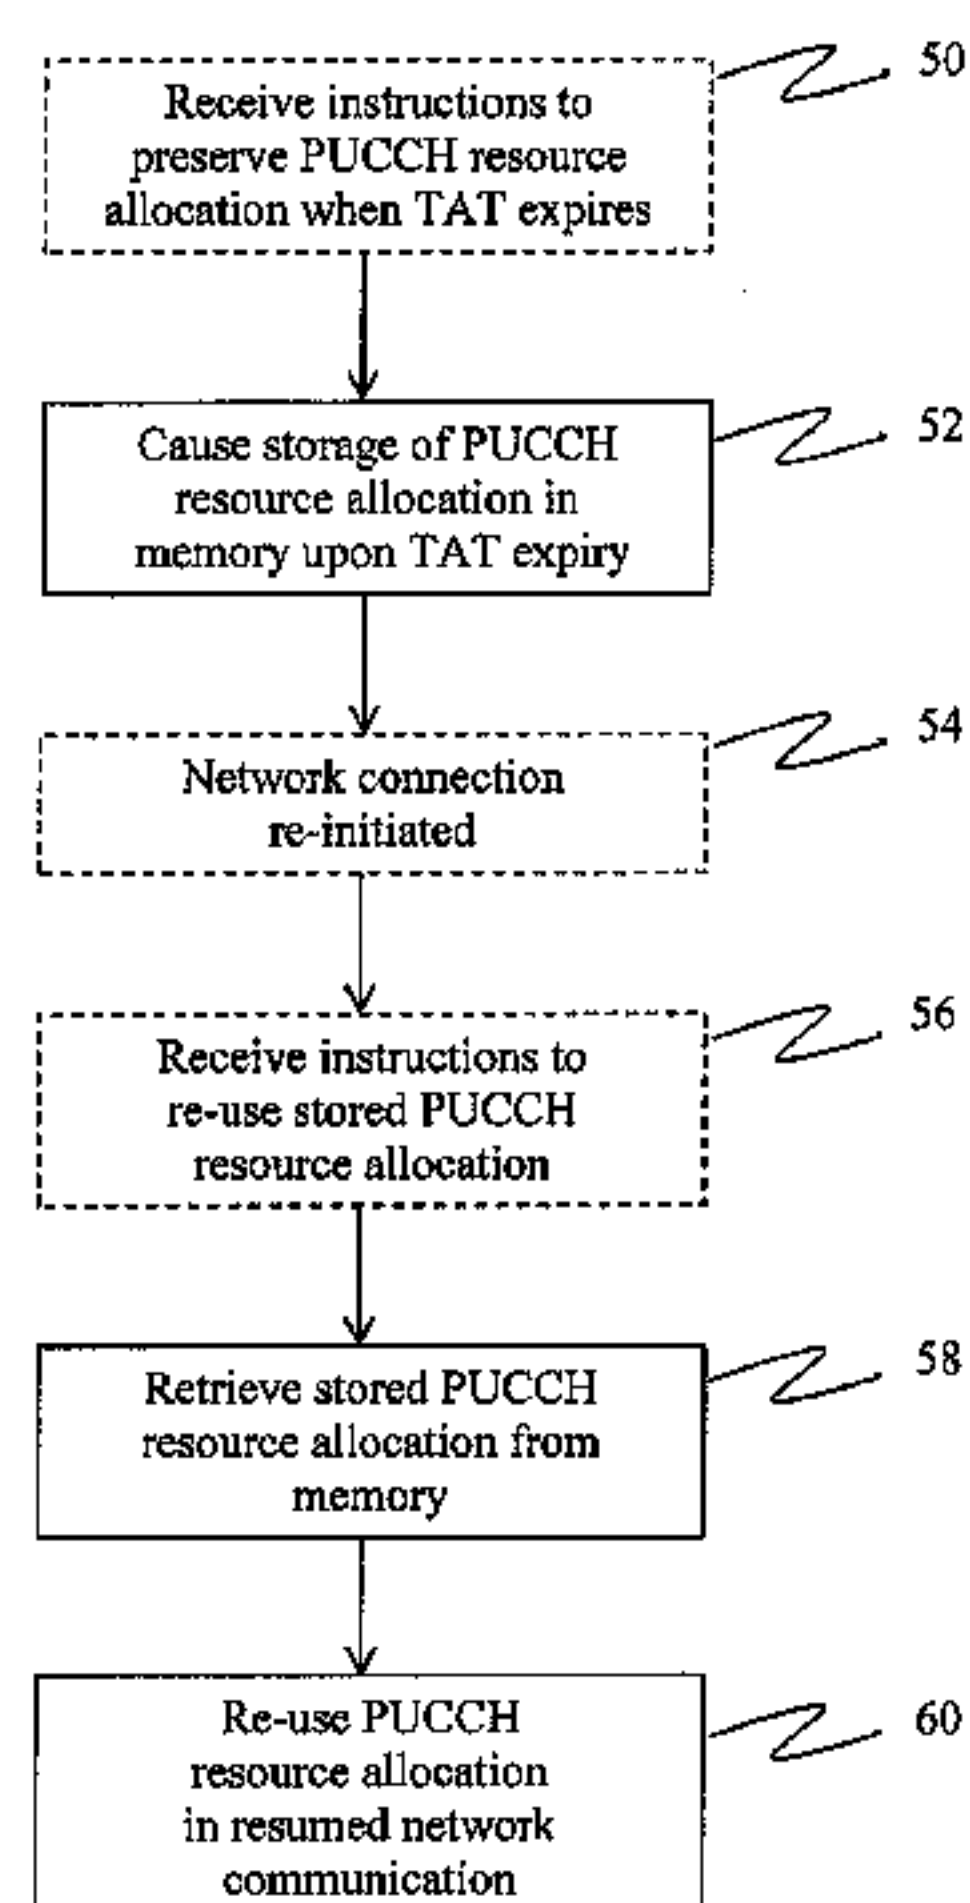 50
Receive instructions to
preserve PUCCH resource
allocation when TAT expires
52
Cause storage of PUCCH
resource allocation in
memory upon TAT expiry
54
Network connection
re-initiated
56
Receive instructions to
re-use stored PUCCH
resource allocation
58
Retrieve stored PUCCH
resource allocation from
memory
60
Re-use PUCCH
resource allocation
in resumed network
communication